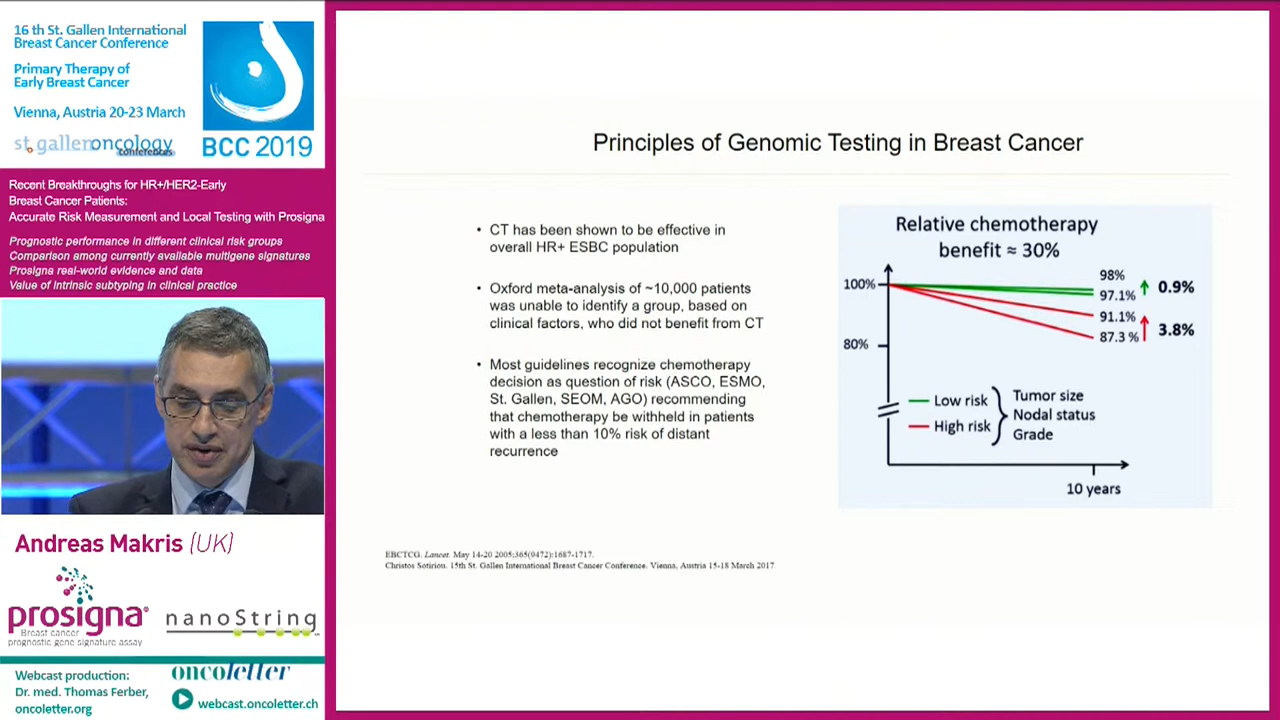 16 th St. Gallen International
Breast Cancer Conference
Primary Therapy of
Early Breast Cancer
Vienna, Austria 20-23 March
st.gallenoncology
conferences
BCC 2019
Recent Breakthroughs for HR+/HER2-Early
Breast Cancer Patients:
Accurate Risk Measurement and Local Testing with Prosigna
Prognostic performance in different clinical risk groups
Comparison among currently available multigene signatures
Prosigna real-world evidence and data
Value of intrinsic subtyping in clinical practice
Andreas Makris (UK)
prosigna®
Breast cancer
prognostic gene signature assay
nanoString
Webcast production:
Dr. med. Thomas Ferber,
oncoletter.org
oncoletter
webcast.oncoletter.ch
Principles of Genomic Testing in Breast Cancer
• CT has been shown to be effective in
overall HR+ ESBC population
• Oxford meta-analysis of ~10,000 patients
was unable to identify a group, based on
clinical factors, who did not benefit from CT
• Most guidelines recognize chemotherapy
decision as question of risk (ASCO, ESMO,
St. Gallen, SEOM, AGO) recommending
that chemotherapy be withheld in patients
with a less than 10% risk of distant
recurrence
Relative chemotherapy
benefit ≈ 30%
100%
80%
98%
97.1%
0.9%
91.1%
87.3 %
3.8%
Low risk
High risk
Tumor size
Nodal status
Grade
10 years
EBCTCG. Lancet. May 14-20 2005;365(9472):1687-1717.
Christos Sotiriou. 15th St. Gallen International Breast Cancer Conference. Vienna, Austria 15-18 March 2017